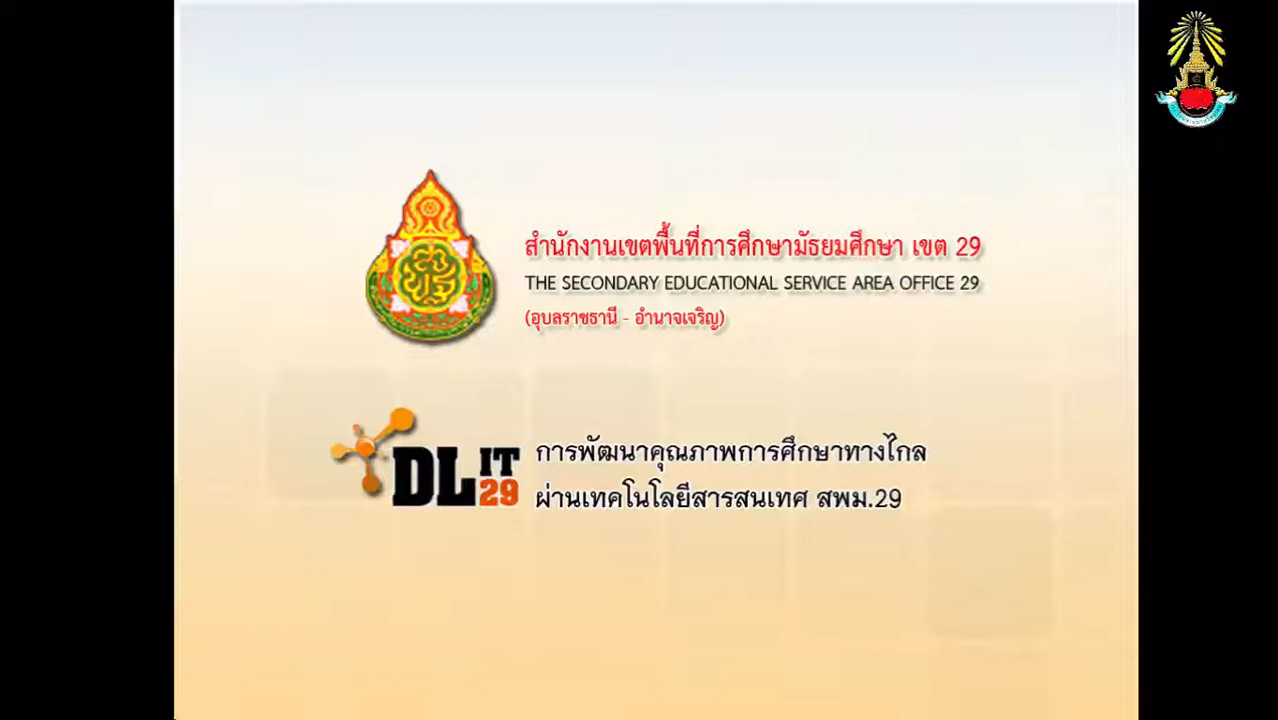 สำนักงานเขตพื้นที่การศึกษามัธยมศึกษา เขต 29
THE SECONDARY EDUCATIONAL SERVICE AREA OFFICE 29
(อุบลราชธานี - อำนาจเจริญ)
DLIT29
การพัฒนาคุณภาพการศึกษาทางไกล
ผ่านเทคโนโลยีสารสนเทศ สพม.29